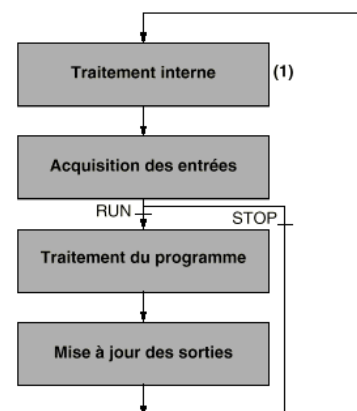 Traitement interne (1)
Acquisition des entrées
RUN
STOP
Traitement du programme
Mise à jour des sorties